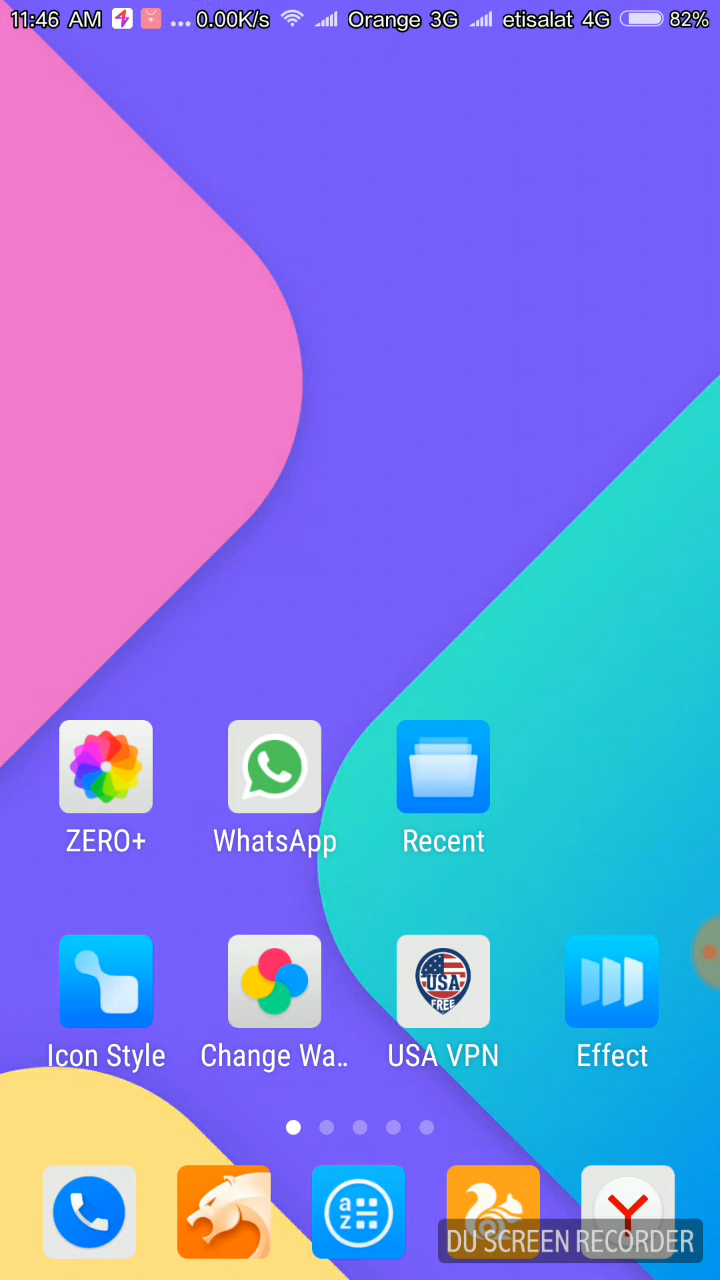 11:46 AM ... 0.00K/s Orange 3G etisalat 4G 82%
ZERO+ WhatsApp Recent
USA
FREE
Icon Style Change Wa.. USA VPN Effect
a
z
DU SCREEN RECORDER